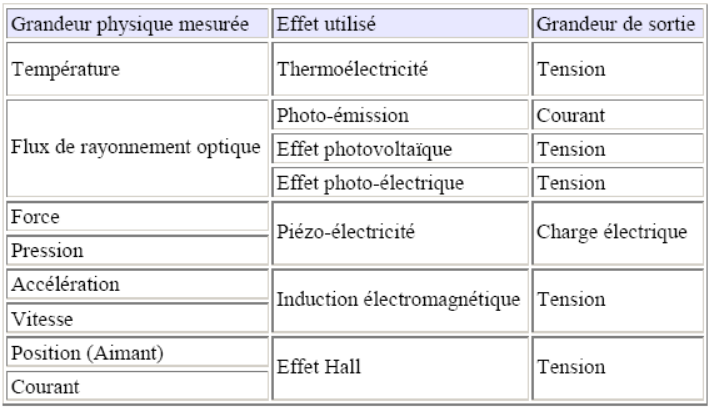 Grandeur physique mesurée Effet utilisé Grandeur de sortie
Température Thermoélectricité Tension
Flux de rayonnement optique Photo-émission Courant
Effet photovoltaïque Tension
Effet photo-électrique Tension
Force Piézo-électricité Charge électrique
Pression
Accélération Induction électromagnétique Tension
Vitesse
Position (Aimant) Effet Hall Tension
Courant